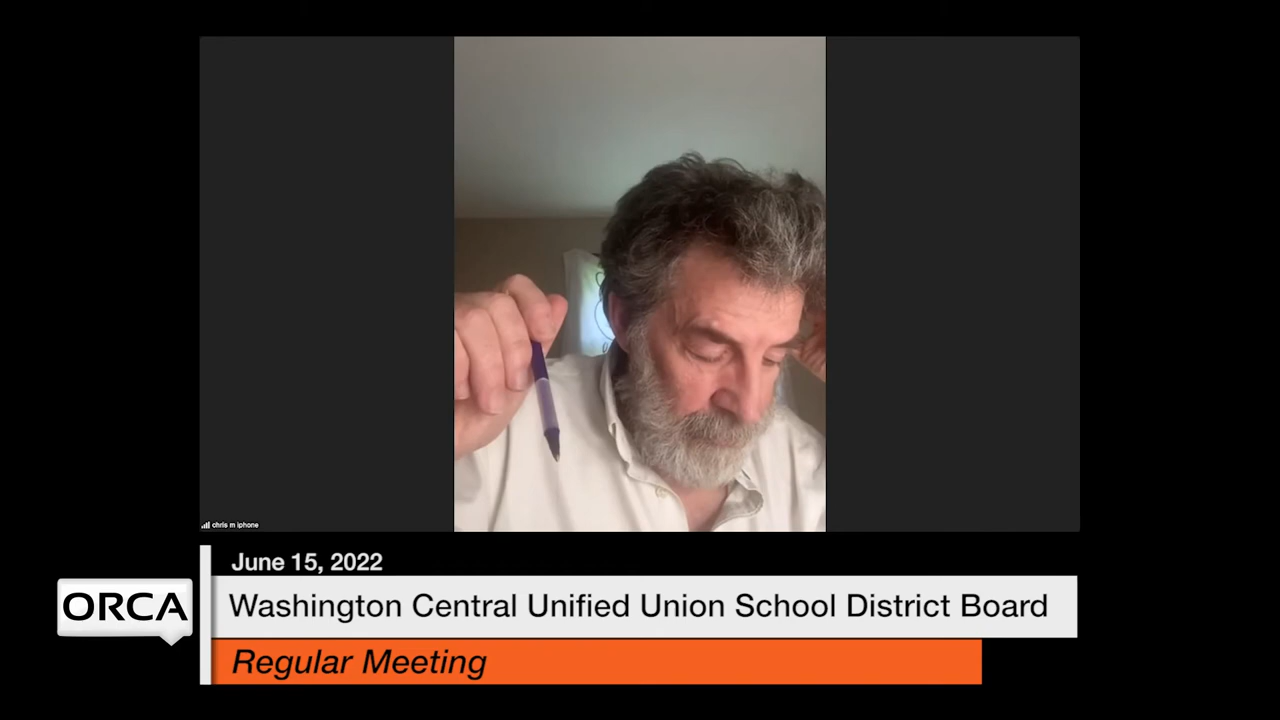 chris m iphone
June 15, 2022
ORCA
Washington Central Unified Union School District Board
Regular Meeting